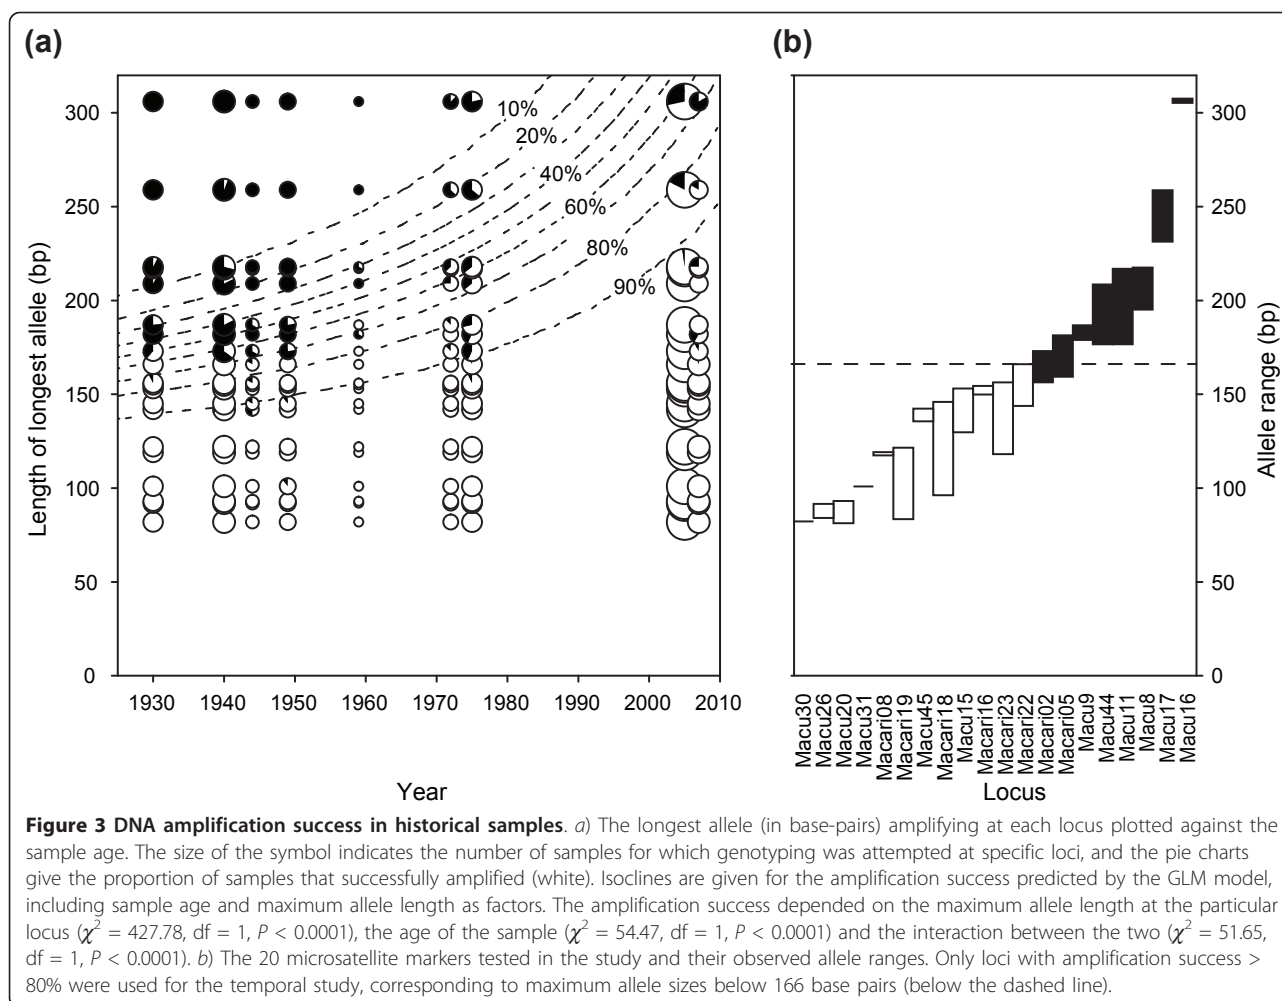 (a)
(b)
Length of longest allele (bp)
300
250
200
150
100
50
0
10%
20%
40%
60%
80%
90%
1930 1940 1950 1960 1970 1980 1990 2000 2010
Year
300
250
200
150
100
50
0
Allele range (bp)
Macu30
Macu26
Macu20
Macu31
Macari08
Macari19
Macu45
Macari18
Macu15
Macari16
Macari23
Macari22
Macari02
Macari05
Macu9
Macu44
Macu11
Macu8
Macu17
Macu16
Locus
Figure 3 DNA amplification success in historical samples. a) The longest allele (in base-pairs) amplifying at each locus plotted against the
sample age. The size of the symbol indicates the number of samples for which genotyping was attempted at specific loci, and the pie charts
give the proportion of samples that successfully amplified (white). Isoclines are given for the amplification success predicted by the GLM model,
including sample age and maximum allele length as factors. The amplification success depended on the maximum allele length at the particular
locus (χ² = 427.78, df = 1, P < 0.0001), the age of the sample (χ² = 54.47, df = 1, P < 0.0001) and the interaction between the two (χ² = 51.65,
df = 1, P < 0.0001). b) The 20 microsatellite markers tested in the study and their observed allele ranges. Only loci with amplification success >
80% were used for the temporal study, corresponding to maximum allele sizes below 166 base pairs (below the dashed line).